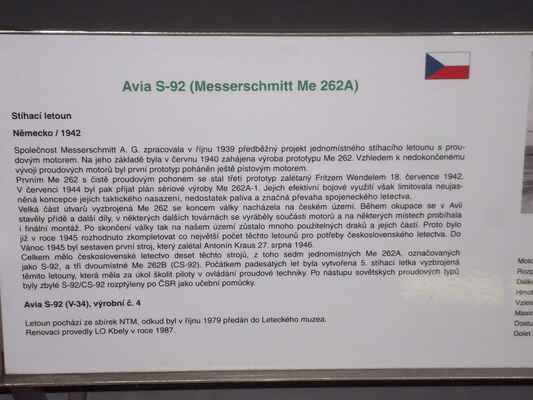 Avia S-92 (Messerschmitt Me 262A)
Stíhací letoun
Německo / 1942
Společnost Messerschmitt A. G. zpracovala v říjnu 1939 předběžný projekt jednomístného stíhacího letounu s prou-
dovým motorem. Na jeho základě byla v červnu 1940 zahájena výroba prototypu Me 262. Vzhledem k nedokončenému
vývoji proudových motorů byl první prototyp poháněn ještě pístovým motorem.
Prvním Me 262 s čistě proudovým pohonem se stal třetí prototyp zalétaný Fritzem Wendelem 18. července 1942.
V červenci 1944 byl pak přijat plán sériové výroby Me 262A-1. Jejich efektivní bojové využití však limitovala neujas-
něná koncepce jejich taktického nasazení, nedostatek paliva a značná převaha spojeneckého letectva.
Velká část útvarů vyzbrojená Me 262 se koncem války nacházela na českém území. Během okupace se v Avii
stavěly přídě a další díly, v některých dalších továrnách se vyráběly součásti motorů a na některých místech probíhala
i finální montáž. Po skončení války tak na našem území zůstalo mnoho použitelných draků a jejich částí. Proto bylo
již v roce 1945 rozhodnuto zkompletovat co největší počet těchto letounů pro potřeby československého letectva. Do
Vánoc 1945 byl sestaven první stroj, který zalétal Antonín Kraus 27. srpna 1946.
Celkem mělo československé letectvo deset těchto strojů, z toho sedm jednomístných Me 262A, označovaných
jako S-92, a tři dvoumístné Me 262B (CS-92). Počátkem padesátých let byla vytvořena 5. stíhací letka vyzbrojená
těmito letouny, která měla za úkol školit piloty v ovládání proudové techniky. Po nástupu sovětských proudových typů
byly zbylé S-92/CS-92 rozptýleny po ČSR jako učební pomůcky.
Avia S-92 (V-34), výrobní č. 4
Letoun pochází ze sbírek NTM, odkud byl v říjnu 1979 předán do Leteckého muzea.
Renovaci provedly LO Kbely v roce 1987.
Moto
Rozp
Délk
Hmot
Vzlet
Maxim
Dostu
Dolet